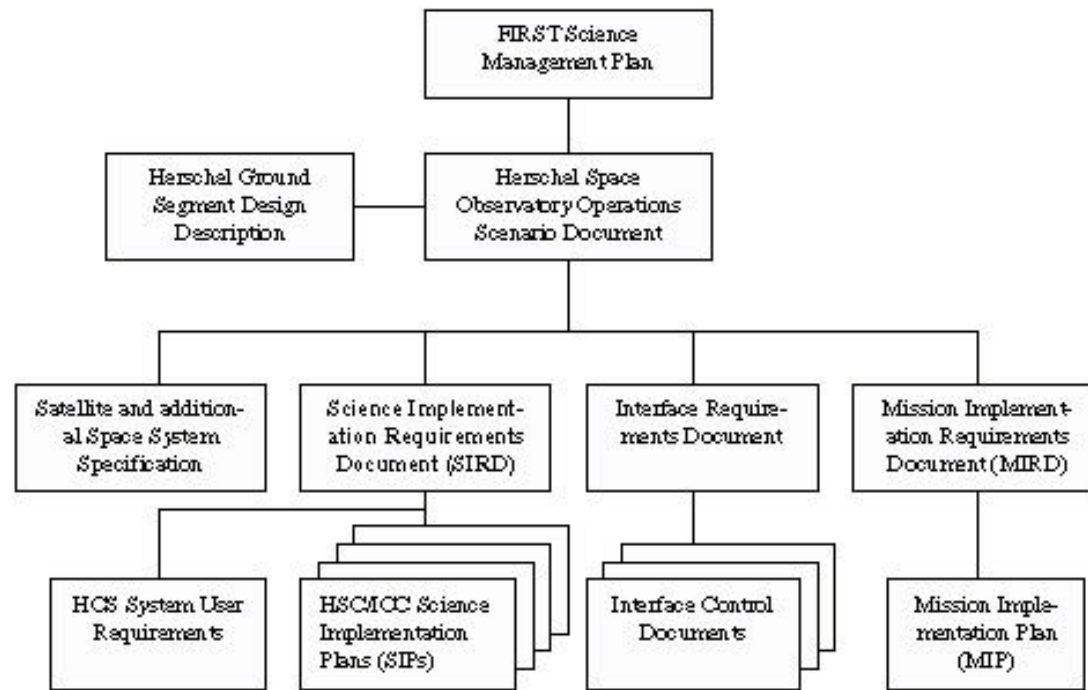 FIRST Science
Management Plan
Herschel Ground
Segment Design
Description
Herschel Space
Observatory Operations
Scenario Document
Satellite and addition-
al Space System
Specification
Science Implement-
ation Requirements
Document (SIRD)
Interface Require-
ments Document
Mission Implement-
ation Requirements
Document (MIRD)
HCS System User
Requirements
HSC/ICC Science
Implementation
Plans (SIPs)
Interface Control
Documents
Mission Imple-
mentation Plan
(MIP)